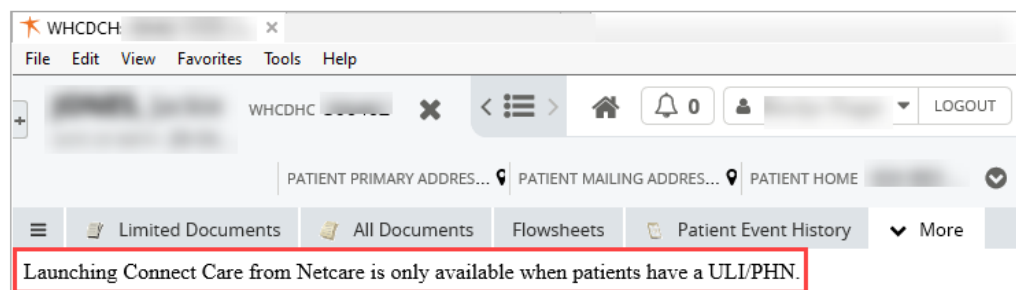 WHCDCH:
File Edit View Favorites Tools Help
WHCDHC 0 LOGOUT
PATIENT PRIMARY ADDRES... PATIENT MAILING ADDRES... PATIENT HOME
Limited Documents All Documents Flowsheets Patient Event History More
Launching Connect Care from Netcare is only available when patients have a ULI/PHN.